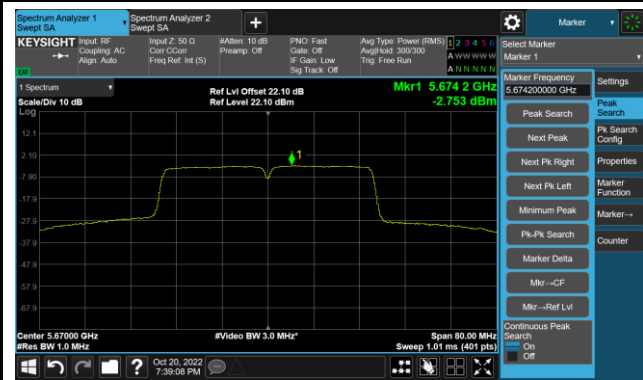 Spectrum Analyzer 1
Swept SA
Spectrum Analyzer 2
Swept SA
+
Marker
KEYSIGHT
Input: RF
Coupling: AC
Align: Auto
Input Z: 50 Ω
Corr CCorr
Freq Ref: Int (S)
#Atten: 10 dB
Preamp: Off
PNO: Fast
Gate: Off
IF Gain: Low
Sig Track: Off
Avg Type: Power (RMS)
Avg|Hold: 300/300
Trig: Free Run
1 2 3 4 5 6
A W W W W W
A N N N N N
LVI
Select Marker
Marker 1
1 Spectrum
Scale/Div 10 dB
Ref Lvl Offset 22.10 dB
Ref Level 22.10 dBm
Mkr1 5.674 2 GHz
-2.753 dBm
Log
12.1
2.10
-7.90
-17.9
-27.9
-37.9
-47.9
-57.9
-67.9
1
Center 5.67000 GHz
#Res BW 1.0 MHz
#Video BW 3.0 MHz*
Span 80.00 MHz
Sweep 1.01 ms (401 pts)
Marker Frequency
5.674200000 GHz
Peak Search
Next Peak
Next Pk Right
Next Pk Left
Minimum Peak
Pk-Pk Search
Marker Delta
Mkr→CF
Mkr→Ref Lvl
Continuous Peak
Search
On
Off
Settings
Peak
Search
Pk Search
Config
Properties
Marker
Function
Marker→
Counter
?
Oct 20, 2022
7:39:08 PM